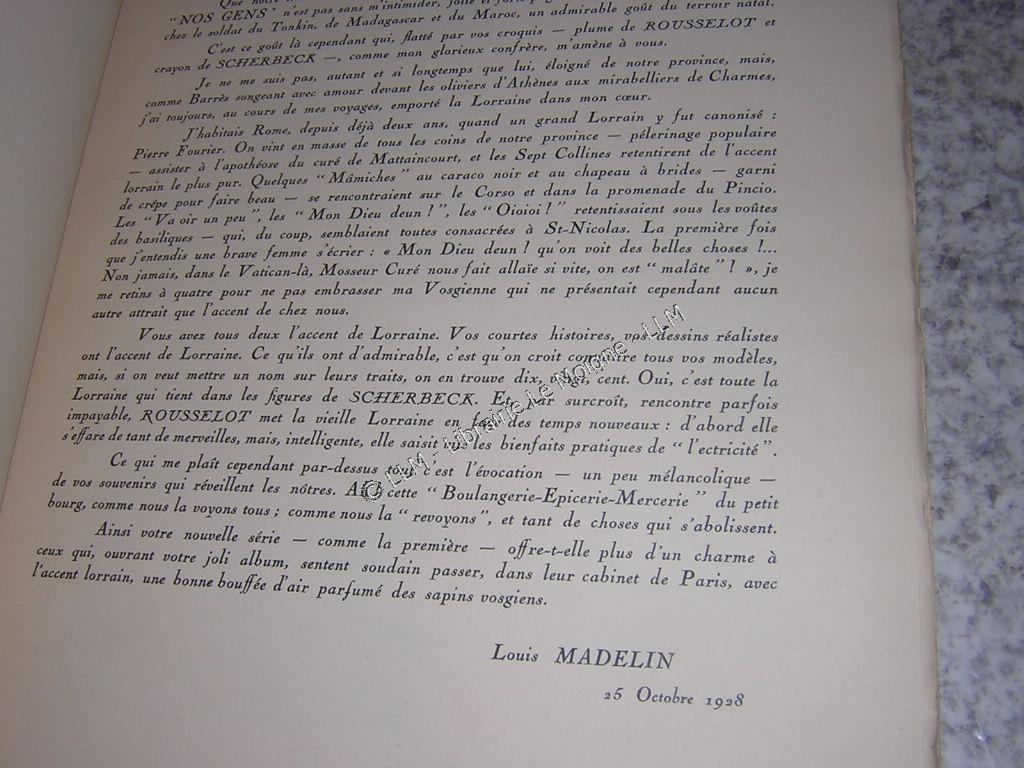 "NOS GENS" n'est pas sans m'intimider, jolie et forte
chez le soldat du Tonkin, de Madagascar et du Maroc, un admirable goût du terroir natal.
C'est ce goût là cependant qui, flatté par vos croquis — plume de ROUSSELOT et
crayon de SCHERBECK —, comme mon glorieux confrère, m'amène à vous.
Je ne me suis pas, autant et si longtemps que lui, éloigné de notre province, mais,
comme Barrès songeant avec amour devant les oliviers d'Athènes aux mirabelliers de Charmes,
j'ai toujours, au cours de mes voyages, emporté la Lorraine dans mon cœur.
J'habitais Rome, depuis déjà deux ans, quand un grand Lorrain y fut canonisé :
Pierre Fourier. On vint en masse de tous les coins de notre province — pélerinage populaire
— assister à l'apothéose du curé de Mattaincourt, et les Sept Collines retentirent de l'accent
lorrain le plus pur. Quelques "Mâmiches" au caraco noir et au chapeau à brides — garni
de crêpe pour faire beau — se rencontraient sur le Corso et dans la promenade du Pincio.
Les "Va oir un peu", les "Mon Dieu deun !", les "Oioioi !" retentissaient sous les voûtes
des basiliques — qui, du coup, semblaient toutes consacrées à St-Nicolas. La première fois
que j'entendis une brave femme s'écrier : « Mon Dieu deun ! qu'on voit des belles choses !...
Non jamais, dans le Vatican-là, Mosseur Curé nous fait allaïe si vite, on est "malâte" ! », je
me retins à quatre pour ne pas embrasser ma Vosgienne qui ne présentait cependant aucun
autre attrait que l'accent de chez nous.
Vous avez tous deux l'accent de Lorraine. Vos courtes histoires, vos dessins réalistes
ont l'accent de Lorraine. Ce qu'ils ont d'admirable, c'est qu'on croit connaître tous vos modèles,
mais, si on veut mettre un nom sur leurs traits, on en trouve dix, vingt, cent. Oui, c'est toute la
Lorraine qui tient dans les figures de SCHERBECK. Et, par surcroît, rencontre parfois
impayable, ROUSSELOT met la vieille Lorraine en face des temps nouveaux : d'abord elle
s'effare de tant de merveilles, mais, intelligente, elle saisit vite les bienfaits pratiques de "l'ectricité".
Ce qui me plaît cependant par-dessus tout, c'est l'évocation — un peu mélancolique —
de vos souvenirs qui réveillent les nôtres. Ah ! cette "Boulangerie-Epicerie-Mercerie" du petit
bourg, comme nous la voyons tous ; comme nous la "revoyons", et tant de choses qui s'abolissent.
Ainsi votre nouvelle série — comme la première — offre-t-elle plus d'un charme à
ceux qui, ouvrant votre joli album, sentent soudain passer, dans leur cabinet de Paris, avec
l'accent lorrain, une bonne bouffée d'air parfumé des sapins vosgiens.
Louis MADELIN
25 Octobre 1928
© LLM - Librairie Le Moigne - LLM